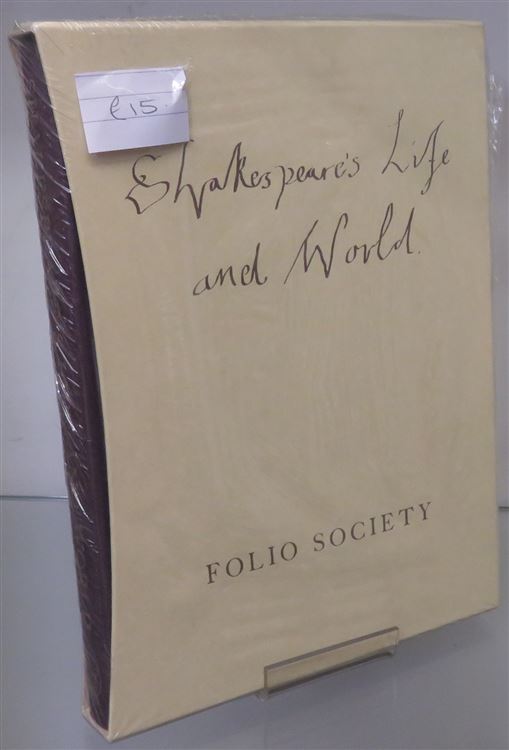 £15.
Shakespeare's Life
and World.
FOLIO SOCIETY